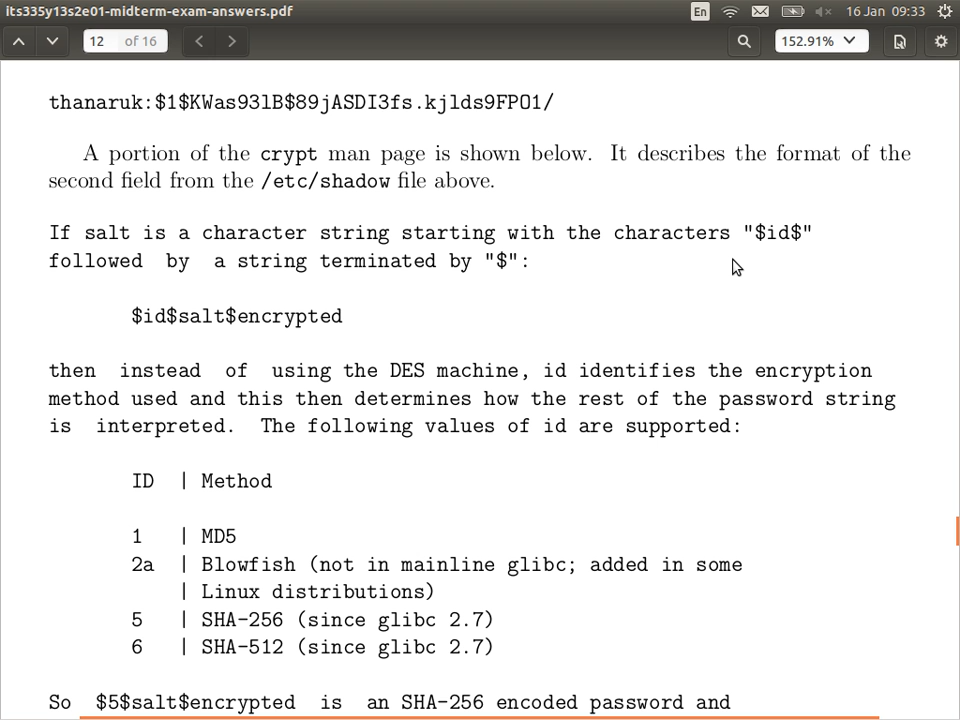 its335y13s2e01-midterm-exam-answers.pdf
En
16 Jan 09:33
12 of 16
152.91%
thanaruk:$1$KWas93lB$89jASDI3fs.kjlds9FPO1/
A portion of the crypt man page is shown below. It describes the format of the
second field from the /etc/shadow file above.
If salt is a character string starting with the characters "$id$"
followed by a string terminated by "$":
$id$salt$encrypted
then instead of using the DES machine, id identifies the encryption
method used and this then determines how the rest of the password string
is interpreted. The following values of id are supported:
ID | Method
1 | MD5
2a | Blowfish (not in mainline glibc; added in some
| Linux distributions)
5 | SHA-256 (since glibc 2.7)
6 | SHA-512 (since glibc 2.7)
So $5$salt$encrypted is an SHA-256 encoded password and